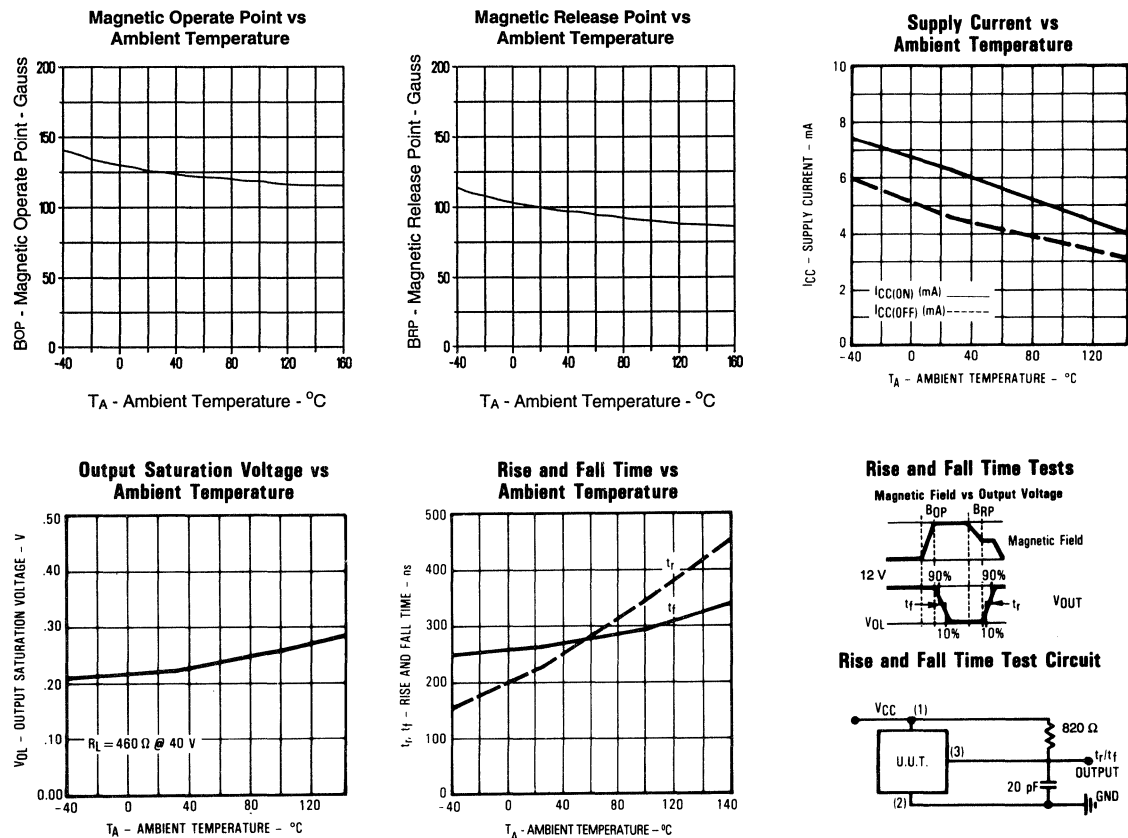 Magnetic Operate Point vs
Ambient Temperature
BOP - Magnetic Operate Point - Gauss
200
150
100
50
0
-40 0 40 80 120 160
TA - Ambient Temperature - °C
Magnetic Release Point vs
Ambient Temperature
BRP - Magnetic Release Point - Gauss
200
150
100
50
0
-40 0 40 80 120 160
TA - Ambient Temperature - °C
Supply Current vs
Ambient Temperature
ICC - SUPPLY CURRENT - mA
10
8
6
4
2
0
ICC(ON) (mA)
ICC(OFF) (mA)
-40 0 40 80 120
TA - AMBIENT TEMPERATURE - °C
Output Saturation Voltage vs
Ambient Temperature
VOL - OUTPUT SATURATION VOLTAGE - V
.50
.40
.30
.20
.10
0.00
RL = 460 Ω @ 40 V
-40 0 40 80 120
TA - AMBIENT TEMPERATURE - °C
Rise and Fall Time vs
Ambient Temperature
tr, tf - RISE AND FALL TIME - ns
500
400
300
200
100
00
tr
tf
-40 0 40 80 120 140
TA - AMBIENT TEMPERATURE - °C
Rise and Fall Time Tests
Magnetic Field vs Output Voltage
BOP BRP
Magnetic Field
12 V
90% 90%
tf tr VOUT
VOL
10% 10%
Rise and Fall Time Test Circuit
VCC (1)
820 Ω
U.U.T.
(3)
tr/tf
OUTPUT
20 pF
(2)
GND